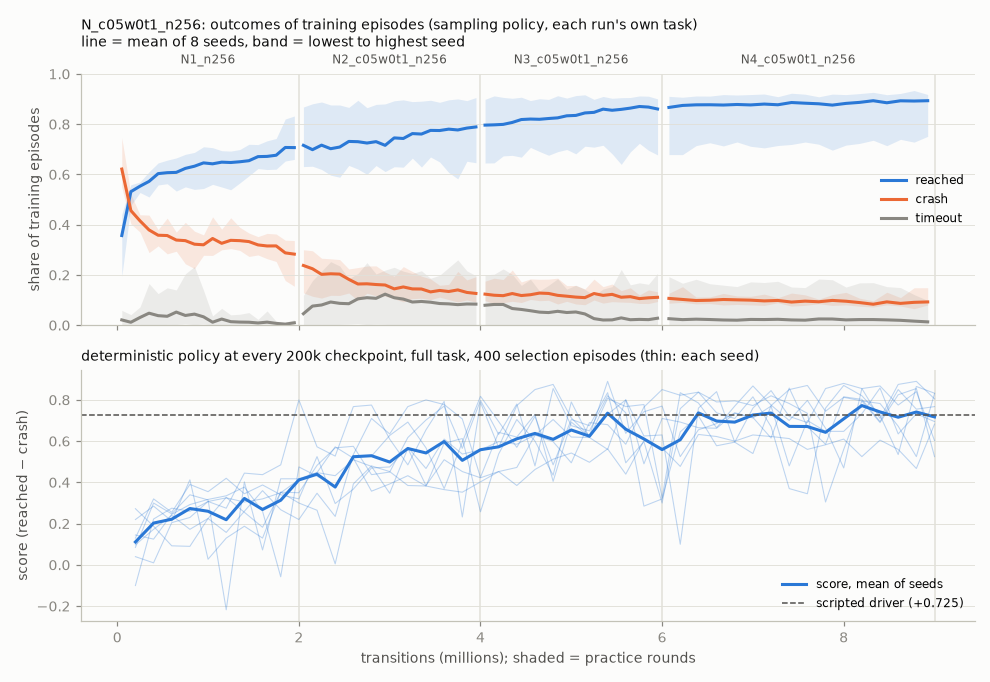 N_c05w0t1_n256: outcomes of training episodes (sampling policy, each run's own task)
line = mean of 8 seeds, band = lowest to highest seed
N1_n256
N2_c05w0t1_n256
N3_c05w0t1_n256
N4_c05w0t1_n256
share of training episodes
1.0
0.8
0.6
0.4
0.2
0.0
reached
crash
timeout
deterministic policy at every 200k checkpoint, full task, 400 selection episodes (thin: each seed)
score (reached − crash)
0.8
0.6
0.4
0.2
0.0
−0.2
score, mean of seeds
scripted driver (+0.725)
0
2
4
6
8
transitions (millions); shaded = practice rounds